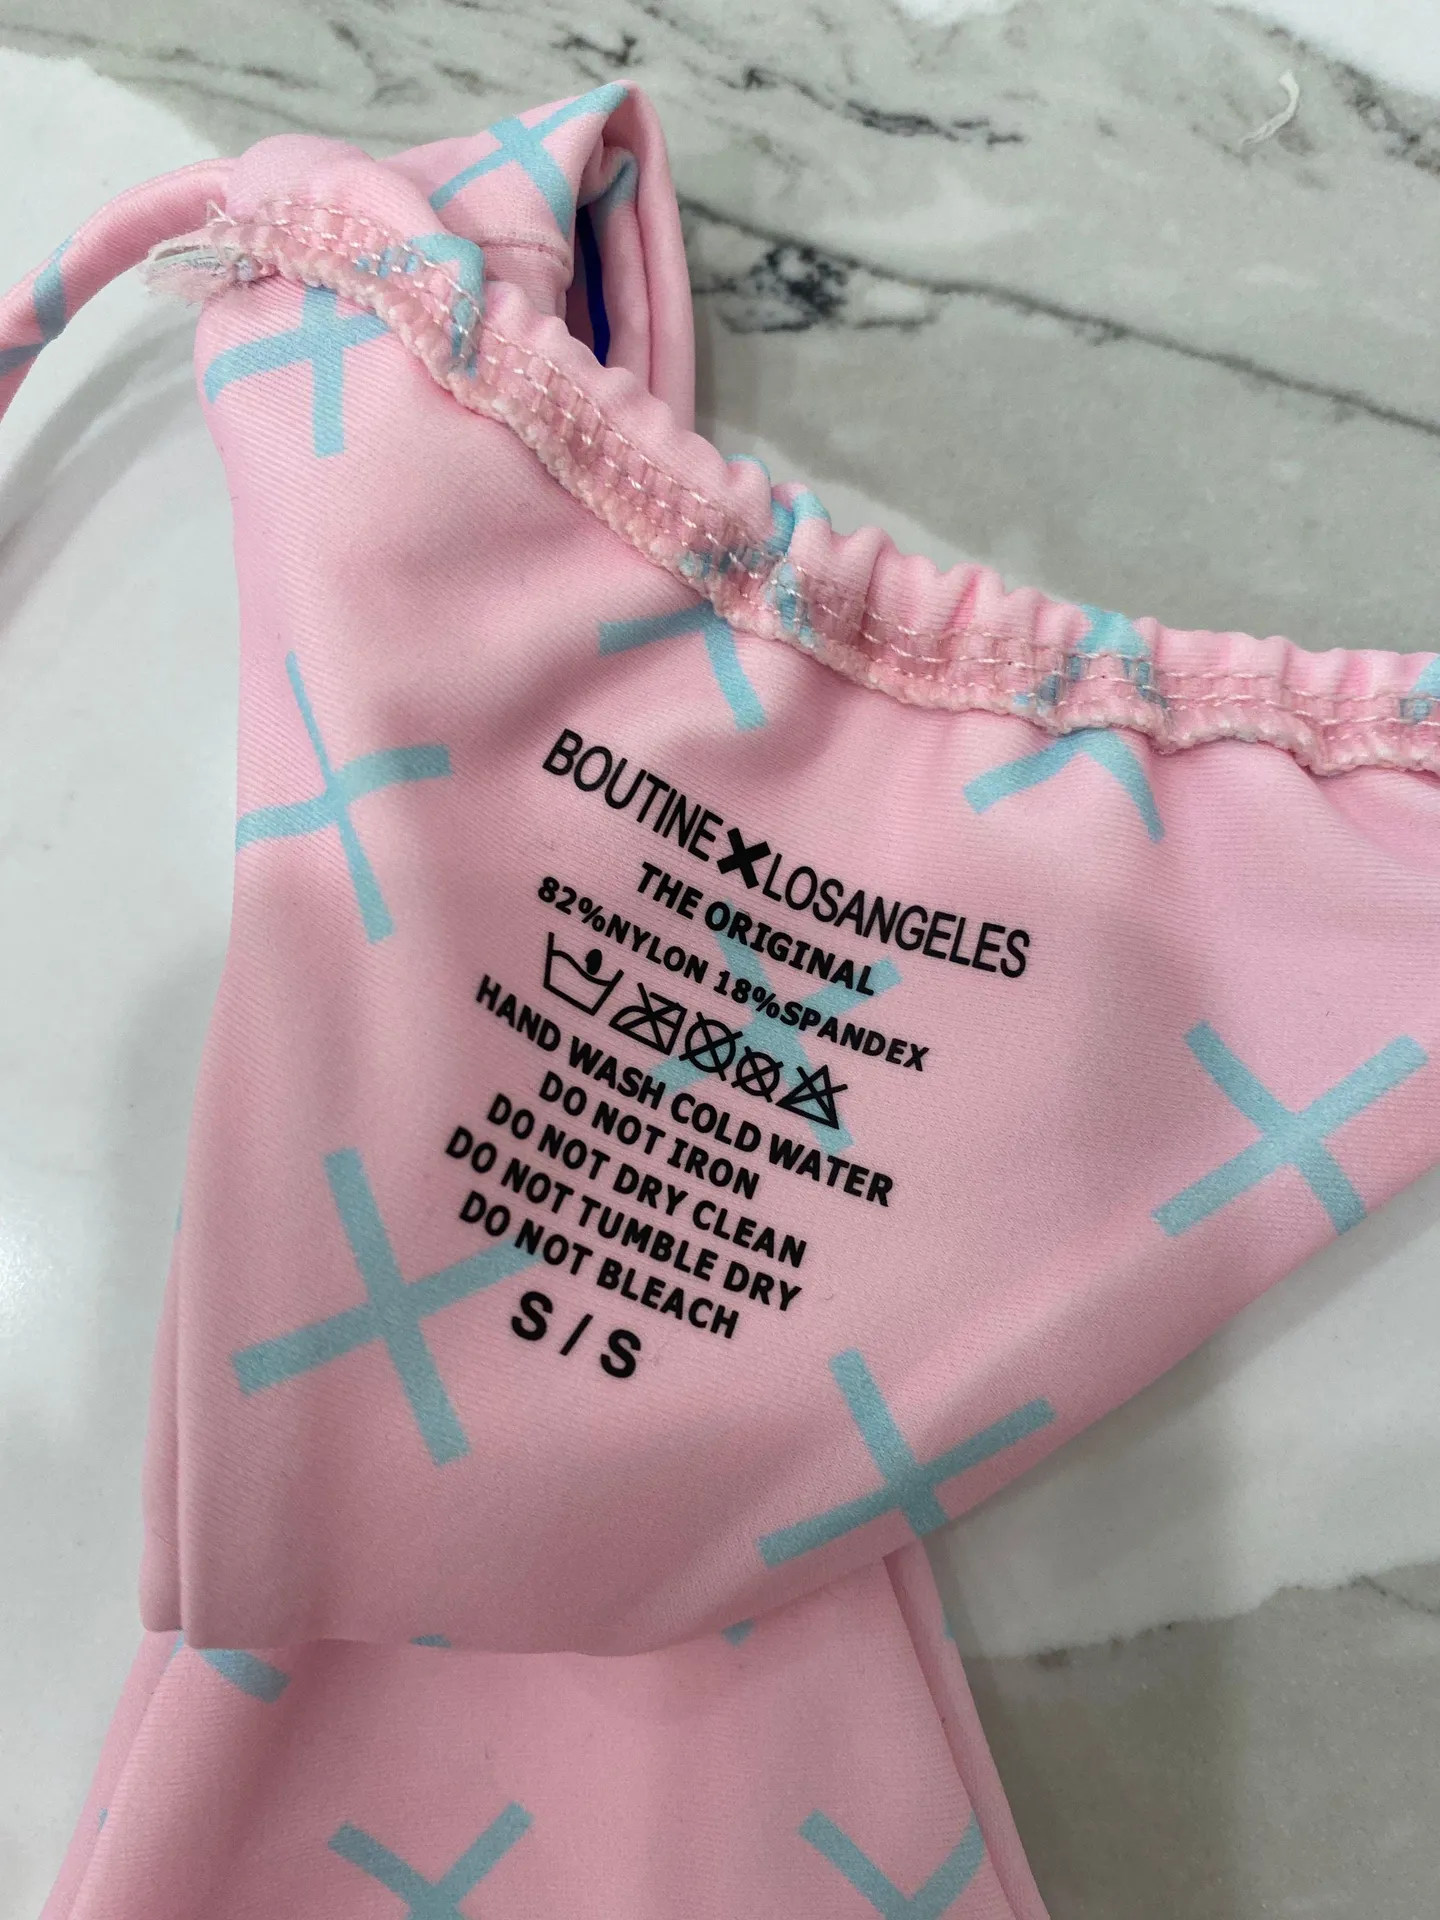 BOUTINE✖LOSANGELES
THE ORIGINAL
82%NYLON 18%SPANDEX
HAND WASH COLD WATER
DO NOT IRON
DO NOT DRY CLEAN
DO NOT TUMBLE DRY
DO NOT BLEACH
S / S